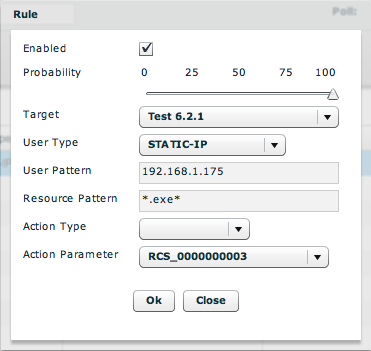 Rule
Poll:
Enabled
Probability
0 25 50 75 100
Target Test 6.2.1
User Type STATIC-IP
User Pattern 192.168.1.175
Resource Pattern *.exe*
Action Type
Action Parameter RCS_0000000003
Ok Close